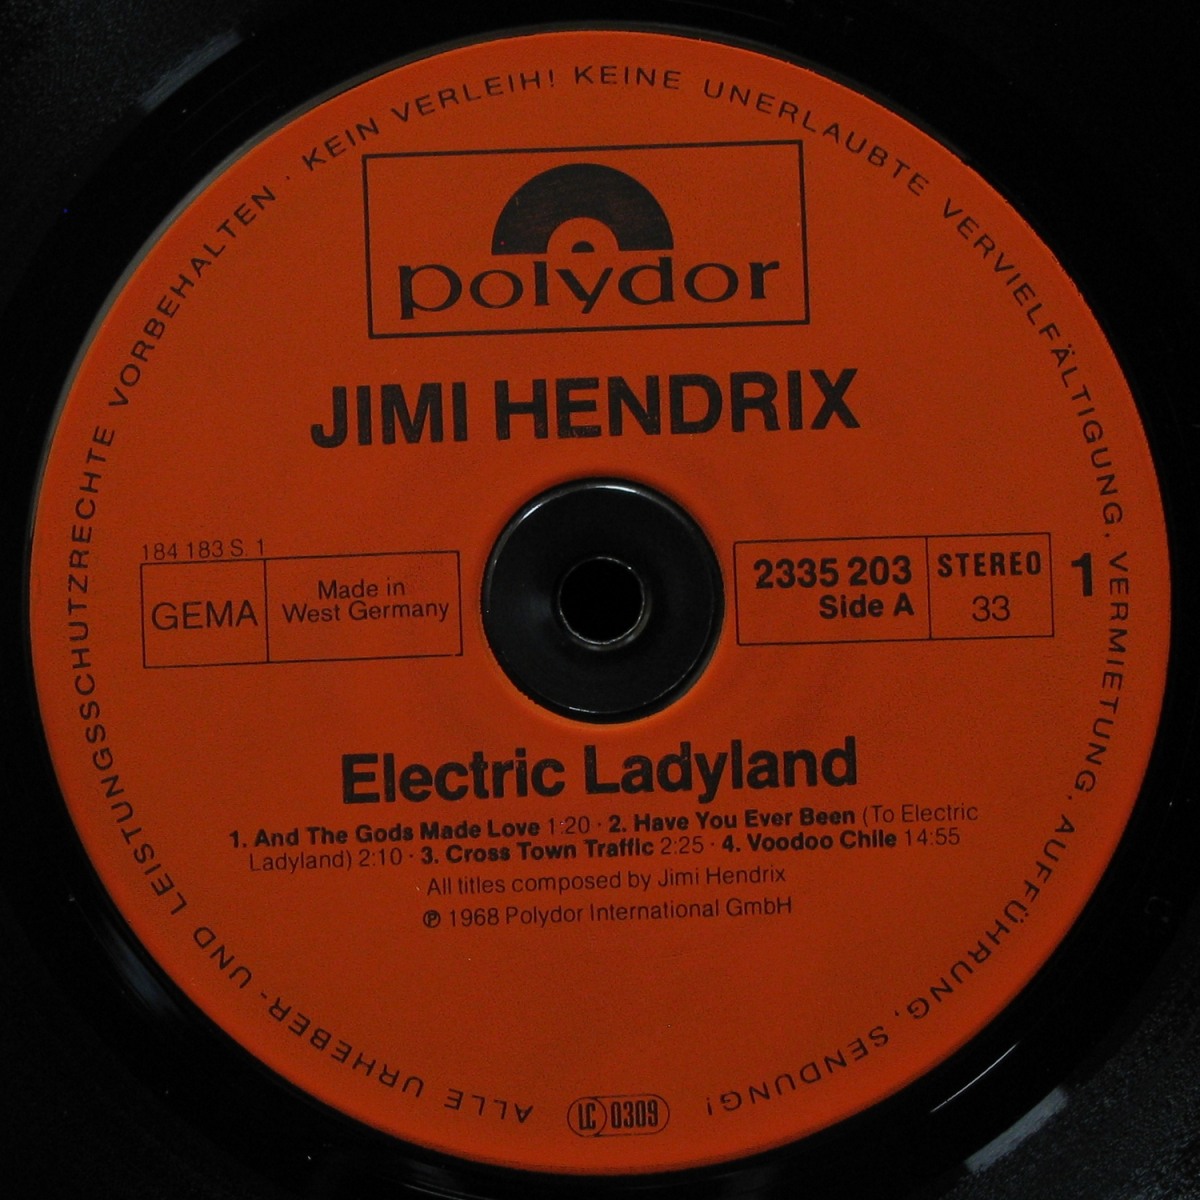 ALLE URHEBER- UND LEISTUNGSSCHUTZRECHTE VORBEHALTEN · KEIN VERLEIH! KEINE UNERLAUBTE VERVIELFÄLTIGUNG, VERMIETUNG, AUFFÜHRUNG, SENDUNG!
polydor
JIMI HENDRIX
184 183 S. 1
GEMA
Made in
West Germany
2335 203
Side A
STEREO
33
1
Electric Ladyland
1. And The Gods Made Love 1:20 · 2. Have You Ever Been (To Electric
Ladyland) 2:10 · 3. Cross Town Traffic 2:25 · 4. Voodoo Chile 14:55
All titles composed by Jimi Hendrix
℗ 1968 Polydor International GmbH
LC 0309